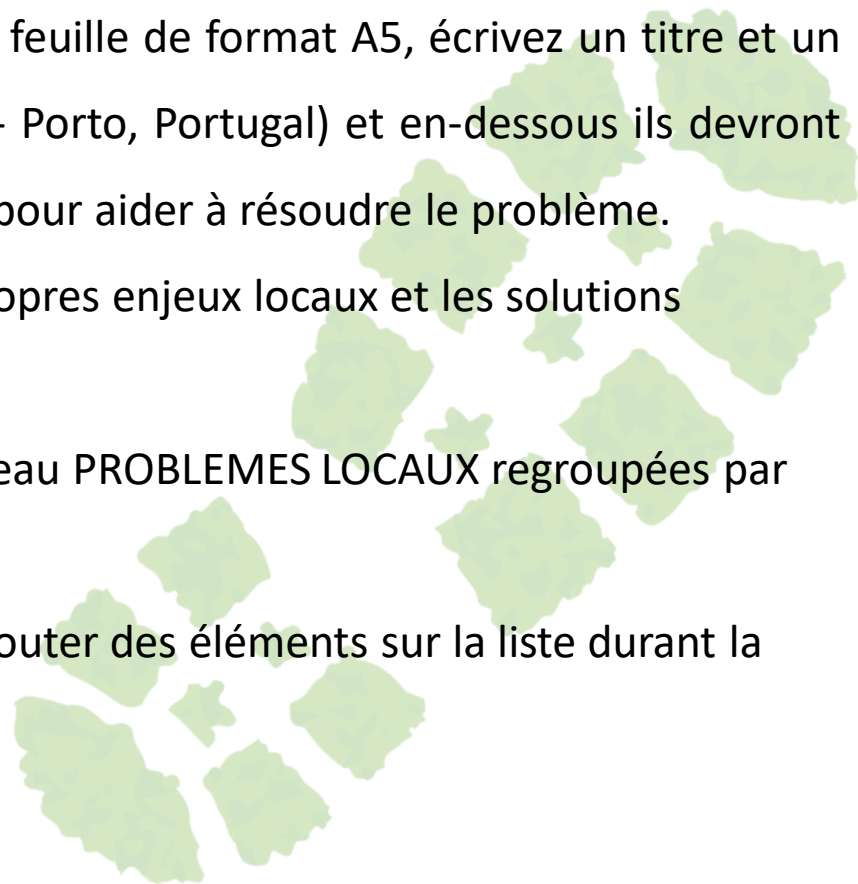 feuille de format A5, écrivez un titre et un
- Porto, Portugal) et en-dessous ils devront
pour aider à résoudre le problème.
opres enjeux locaux et les solutions
eau PROBLEMES LOCAUX regroupées par
outer des éléments sur la liste durant la